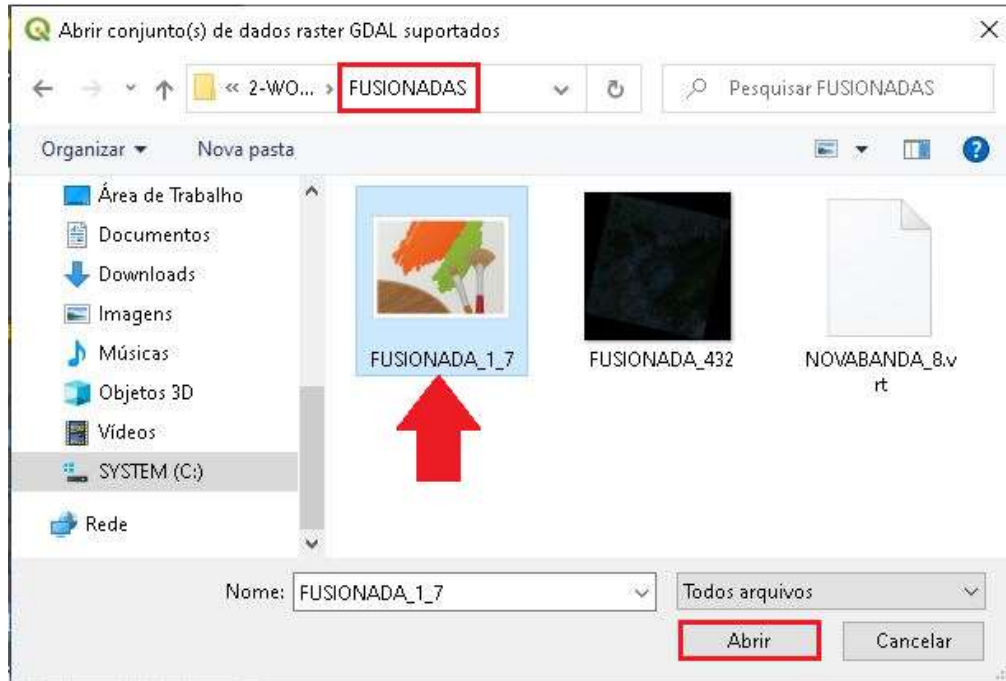 Abrir conjunto(s) de dados raster GDAL suportados
« 2-WO... › FUSIONADAS
Pesquisar FUSIONADAS
Organizar
Nova pasta
Área de Trabalho
Documentos
Downloads
Imagens
Músicas
Objetos 3D
Vídeos
SYSTEM (C:)
Rede
FUSIONADA_1_7
FUSIONADA_432
NOVABANDA_8.v
rt
Nome: FUSIONADA_1_7
Todos arquivos
Abrir
Cancelar